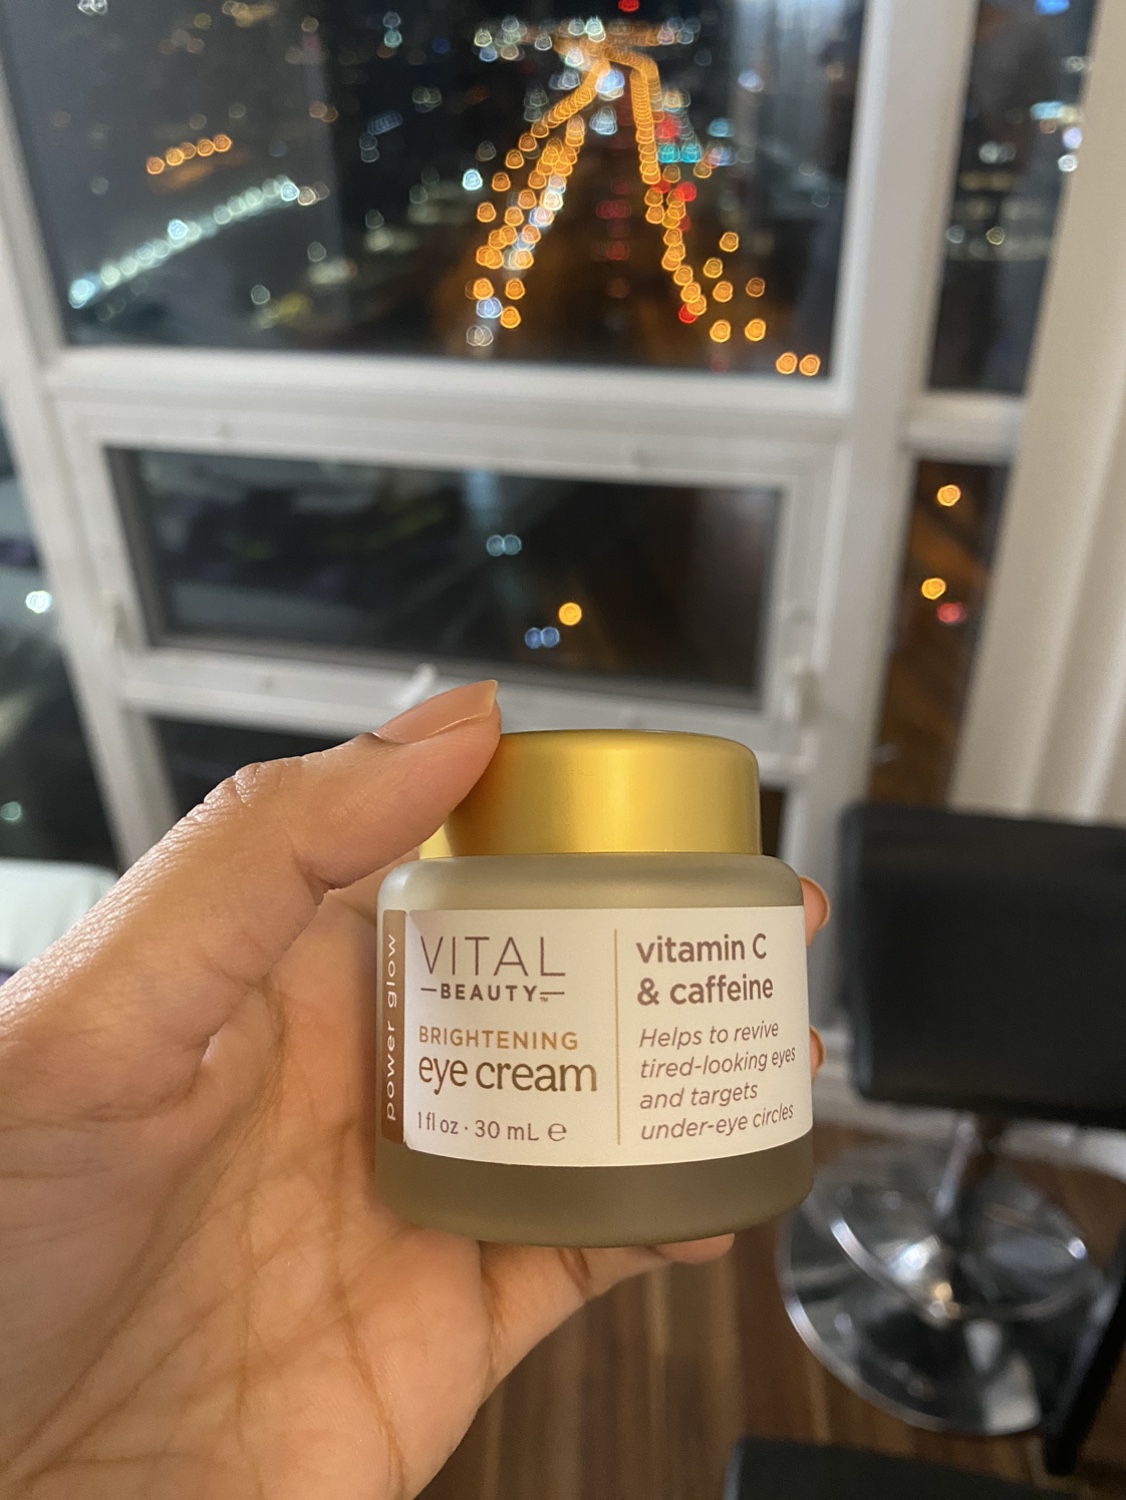 power glow
VITAL
BEAUTY™
BRIGHTENING
eye cream
1 fl oz · 30 mL ℮
vitamin C
& caffeine
Helps to revive
tired-looking eyes
and targets
under-eye circles